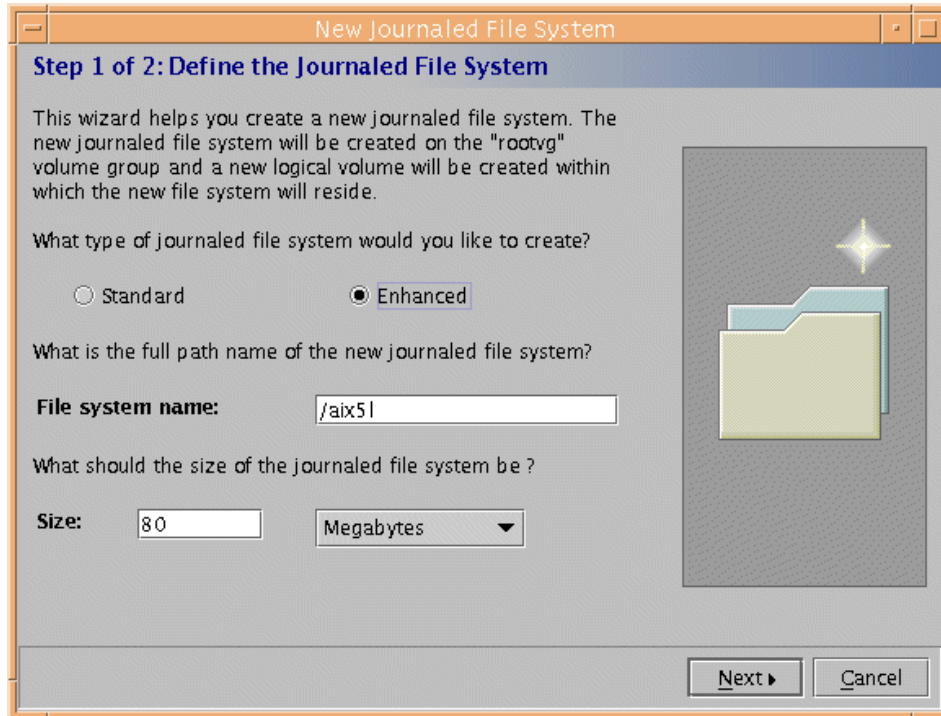 New Journaled File System
Step 1 of 2: Define the Journaled File System
This wizard helps you create a new journaled file system. The
new journaled file system will be created on the "rootvg"
volume group and a new logical volume will be created within
which the new file system will reside.
What type of journaled file system would you like to create?
Standard Enhanced
What is the full path name of the new journaled file system?
File system name: /aix5l
What should the size of the journaled file system be ?
Size: 80 Megabytes
Next Cancel